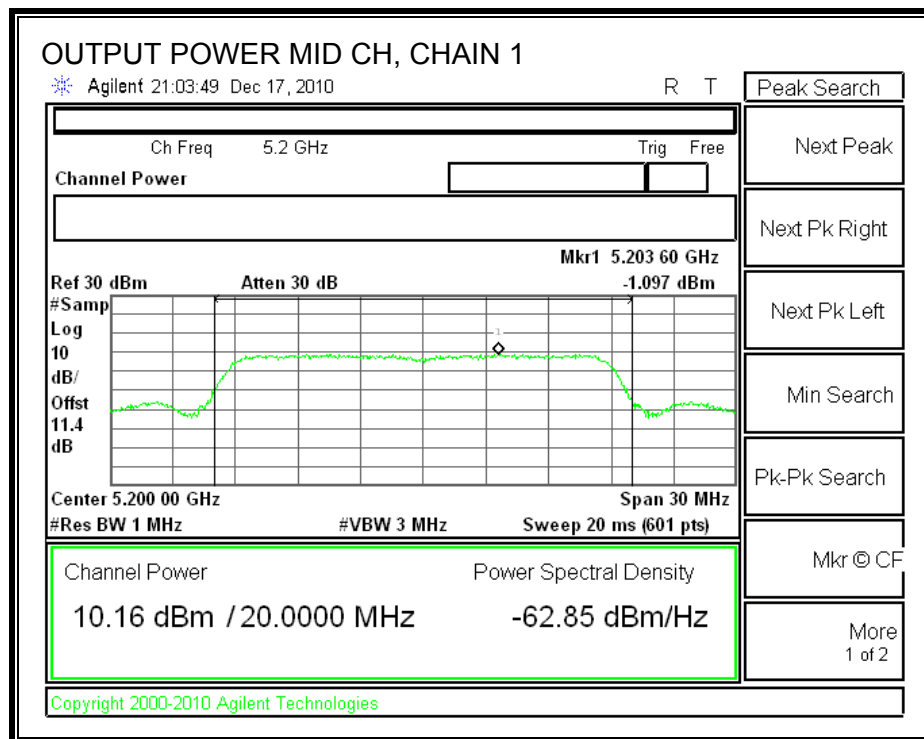 OUTPUT POWER MID CH, CHAIN 1
Agilent 21:03:49 Dec 17, 2010 R T
Peak Search
Ch Freq 5.2 GHz Trig Free
Channel Power
Next Peak
Next Pk Right
Mkr1 5.203 60 GHz
Ref 30 dBm Atten 30 dB -1.097 dBm
#Samp
Log
10
dB/
Offst
11.4
dB
1
Next Pk Left
Min Search
Pk-Pk Search
Center 5.200 00 GHz Span 30 MHz
#Res BW 1 MHz #VBW 3 MHz Sweep 20 ms (601 pts)
Channel Power Power Spectral Density
10.16 dBm / 20.0000 MHz -62.85 dBm/Hz
Mkr © CF
More
1 of 2
Copyright 2000-2010 Agilent Technologies